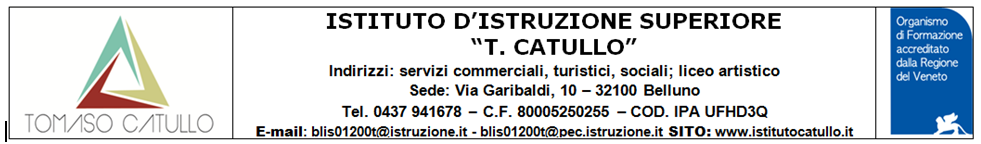 TOMASO CATULLO
ISTITUTO D’ISTRUZIONE SUPERIORE
“T. CATULLO”
Indirizzi: servizi commerciali, turistici, sociali; liceo artistico
Sede: Via Garibaldi, 10 – 32100 Belluno
Tel. 0437 941678 – C.F. 80005250255 – COD. IPA UFHD3Q
E-mail: blis01200t@istruzione.it - blis01200t@pec.istruzione.it SITO: www.istitutocatullo.it
Organismo
di Formazione
accreditato
dalla Regione
del Veneto